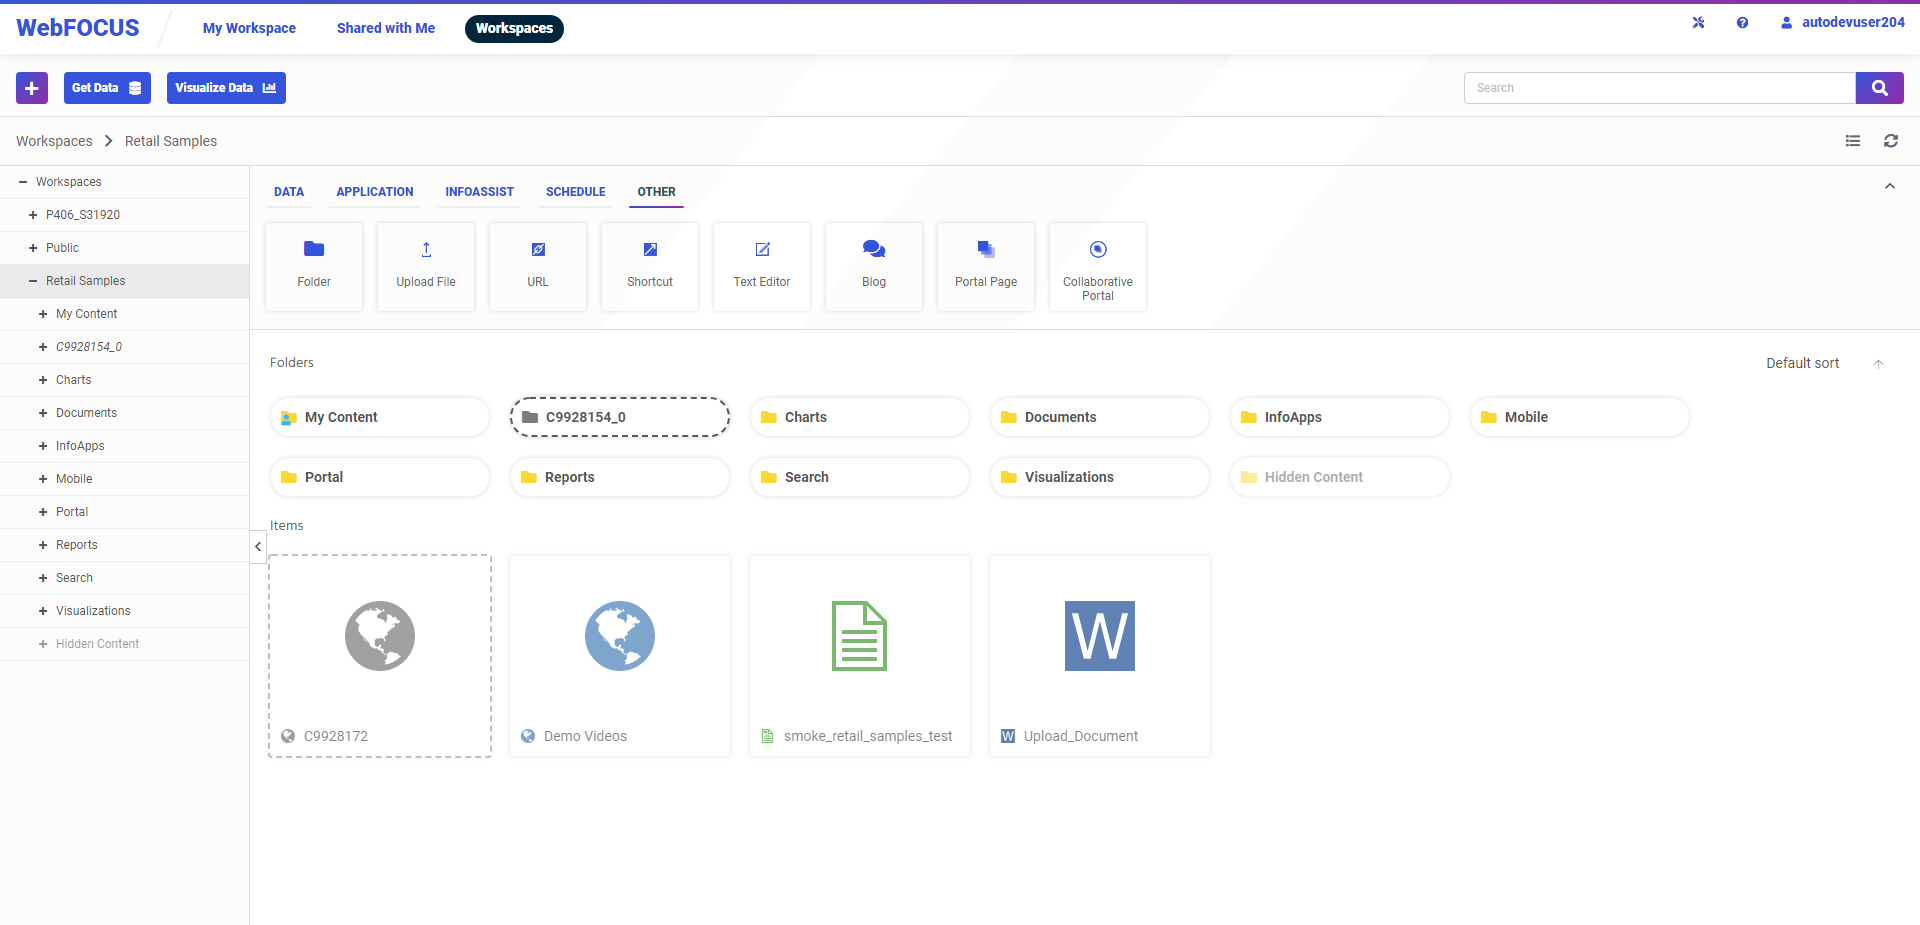 WebFOCUS
My Workspace
Shared with Me
Workspaces
autodevuser204
Get Data
Visualize Data
Search
Workspaces
Retail Samples
Workspaces
P406_S31920
Public
Retail Samples
My Content
C9928154_0
Charts
Documents
InfoApps
Mobile
Portal
Reports
Search
Visualizations
Hidden Content
DATA
APPLICATION
INFOASSIST
SCHEDULE
OTHER
Folder
Upload File
URL
Shortcut
Text Editor
Blog
Portal Page
Collaborative
Portal
Folders
Default sort
My Content
C9928154_0
Charts
Documents
InfoApps
Mobile
Portal
Reports
Search
Visualizations
Hidden Content
Items
W
C9928172
Demo Videos
smoke_retail_samples_test
W
Upload_Document